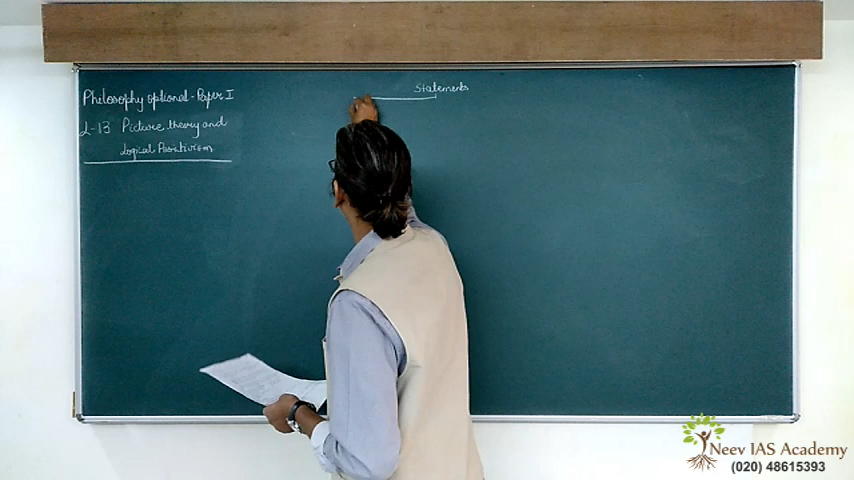 Philosophy optional - Paper I
L-13 Picture theory and
Logical Positivism
Statements
Neev IAS Academy
(020) 48615393